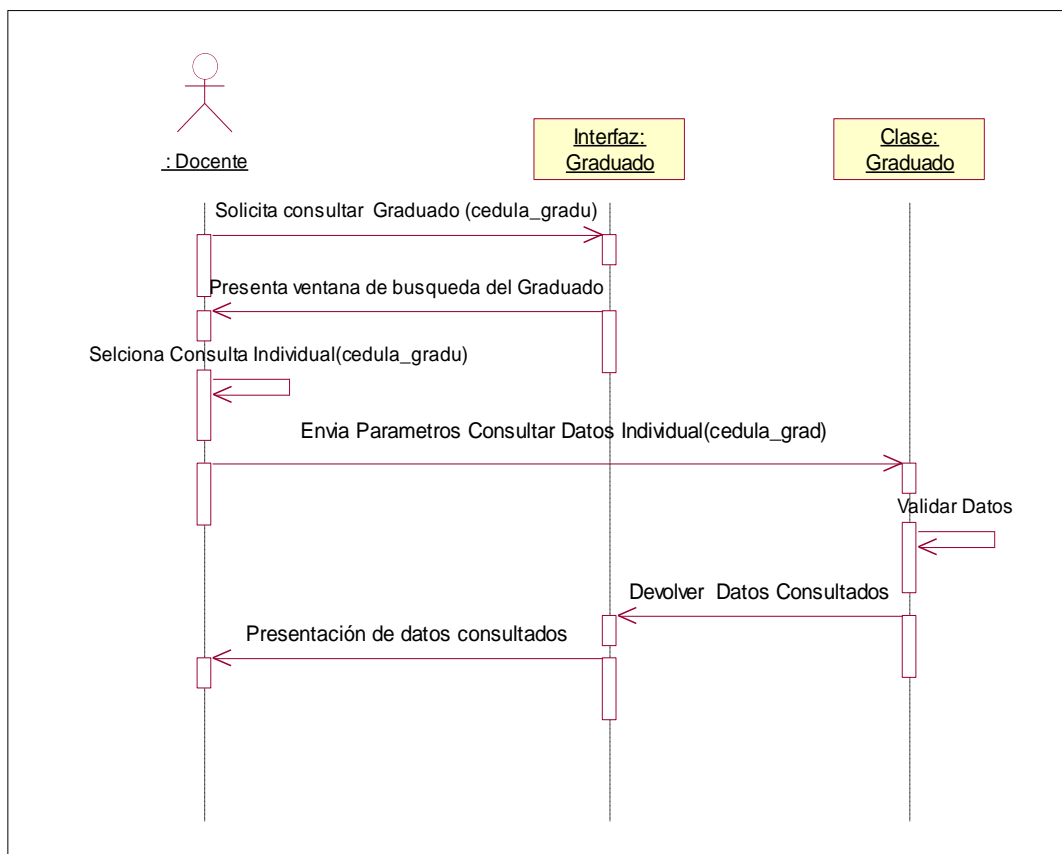 : Docente
Interfaz:
Graduado
Clase:
Graduado
Solicita consultar Graduado (cedula_gradu)
Presenta ventana de busqueda del Graduado
Selciona Consulta Individual(cedula_gradu)
Envia Parametros Consultar Datos Individual(cedula_grad)
Validar Datos
Devolver Datos Consultados
Presentación de datos consultados